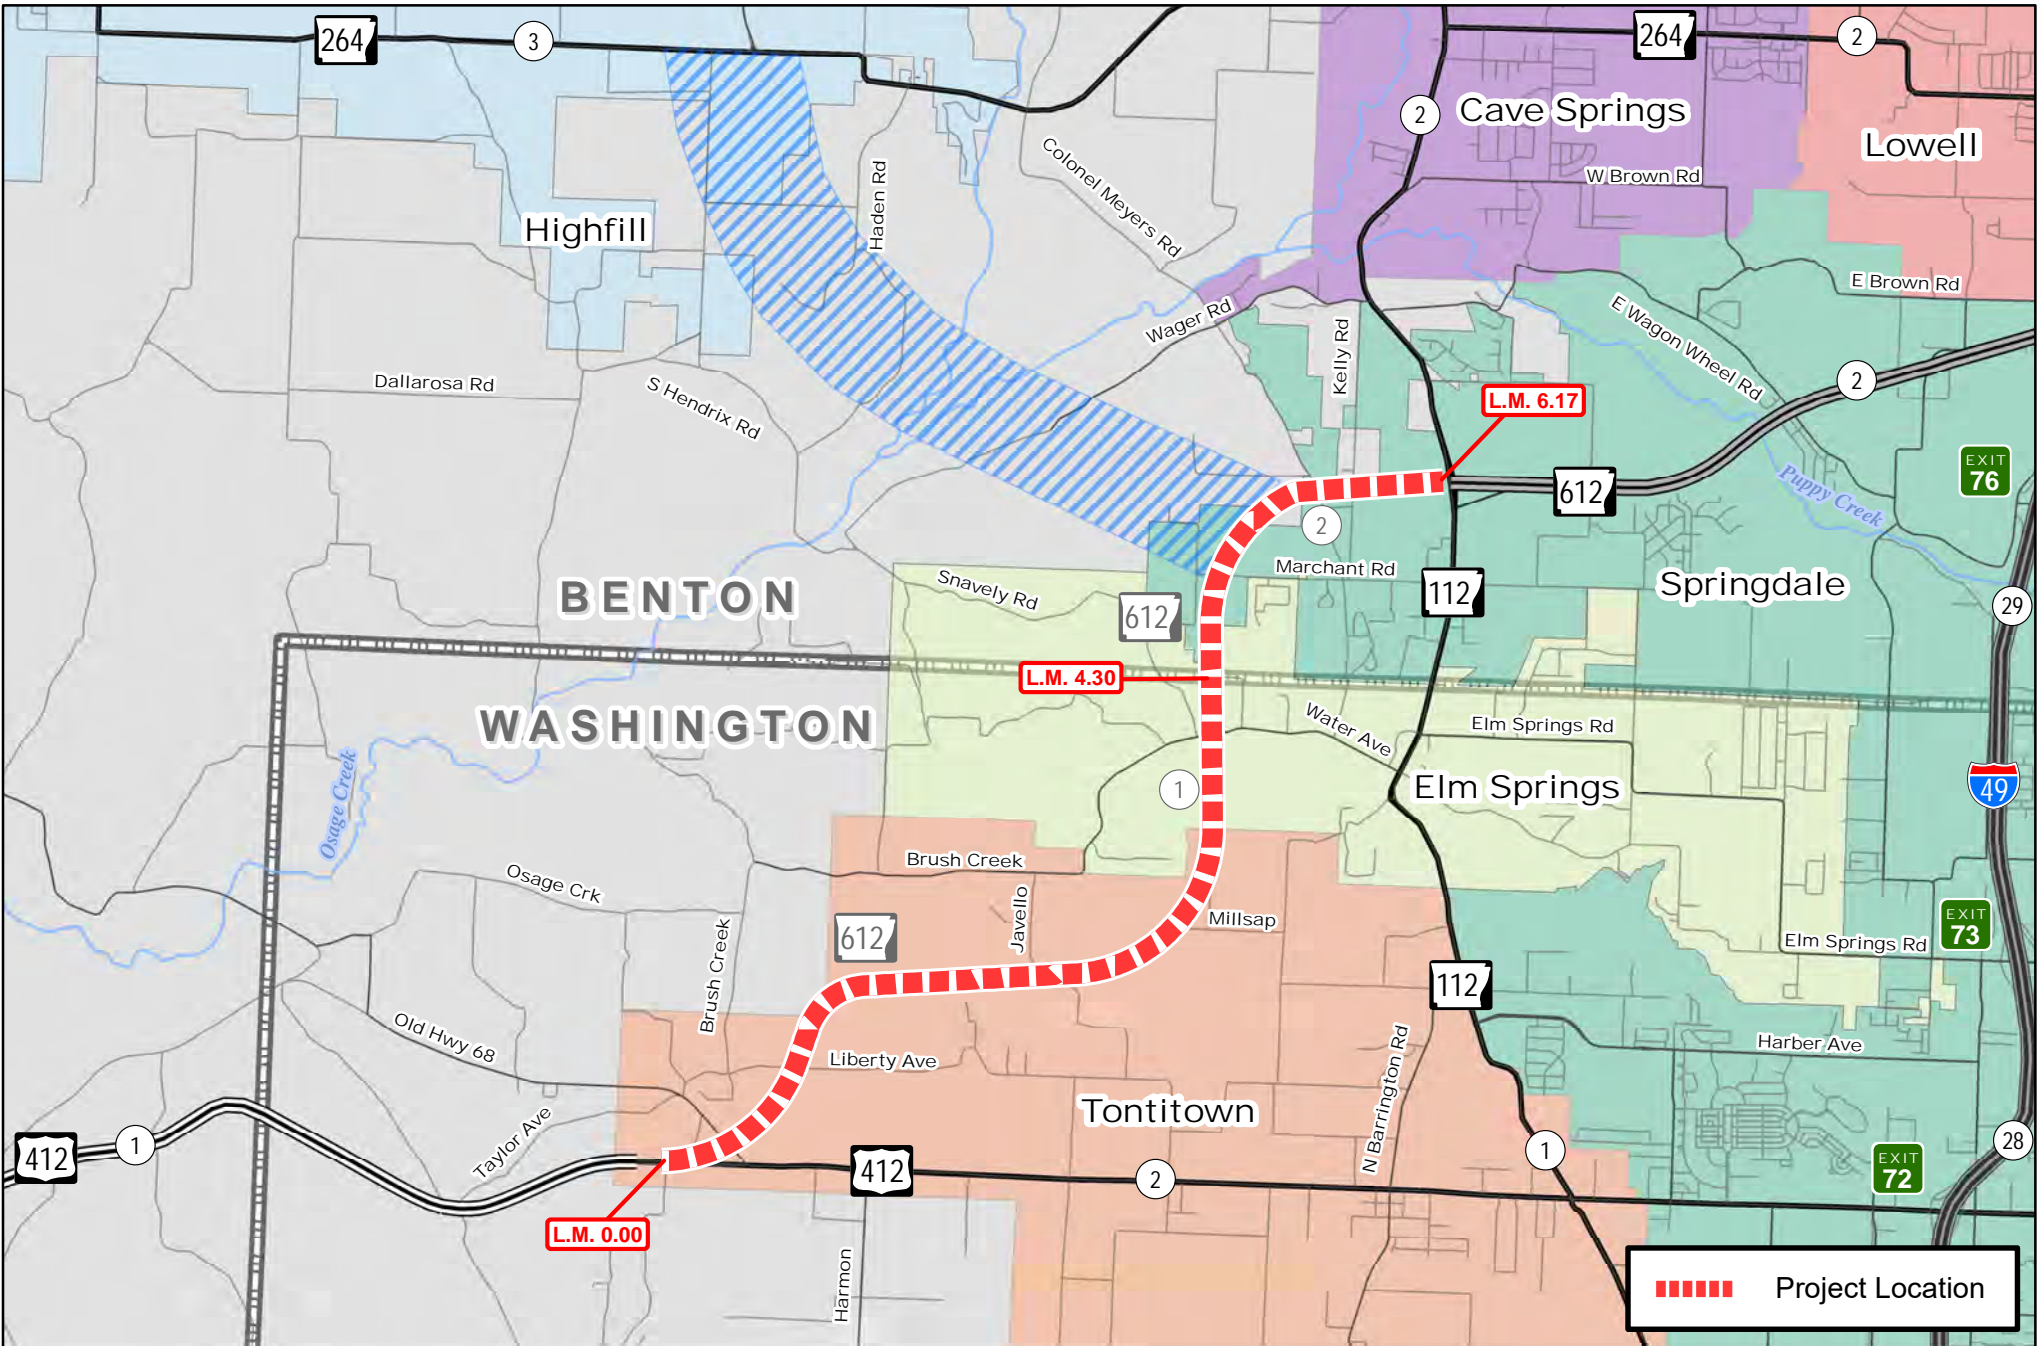 264
3
264
2
Cave Springs
2
Lowell
W Brown Rd
Colonel Meyers Rd
Haden Rd
Highfill
E Brown Rd
E Wagon Wheel Rd
Wager Rd
Kelly Rd
Dallarosa Rd
S Hendrix Rd
2
L.M. 6.17
EXIT
76
612
Puppy Creek
2
Marchant Rd
Snavely Rd
BENTON
612
112
Springdale
29
L.M. 4.30
WASHINGTON
Water Ave
Elm Springs Rd
Osage Creek
1
Elm Springs
49
Brush Creek
Osage Crk
Javello
Millsap
EXIT
73
612
Elm Springs Rd
Brush Creek
112
Old Hwy 68
Liberty Ave
N Barrington Rd
Harber Ave
Tontitown
Taylor Ave
412
1
412
2
1
28
EXIT
72
L.M. 0.00
Harmon
Project Location